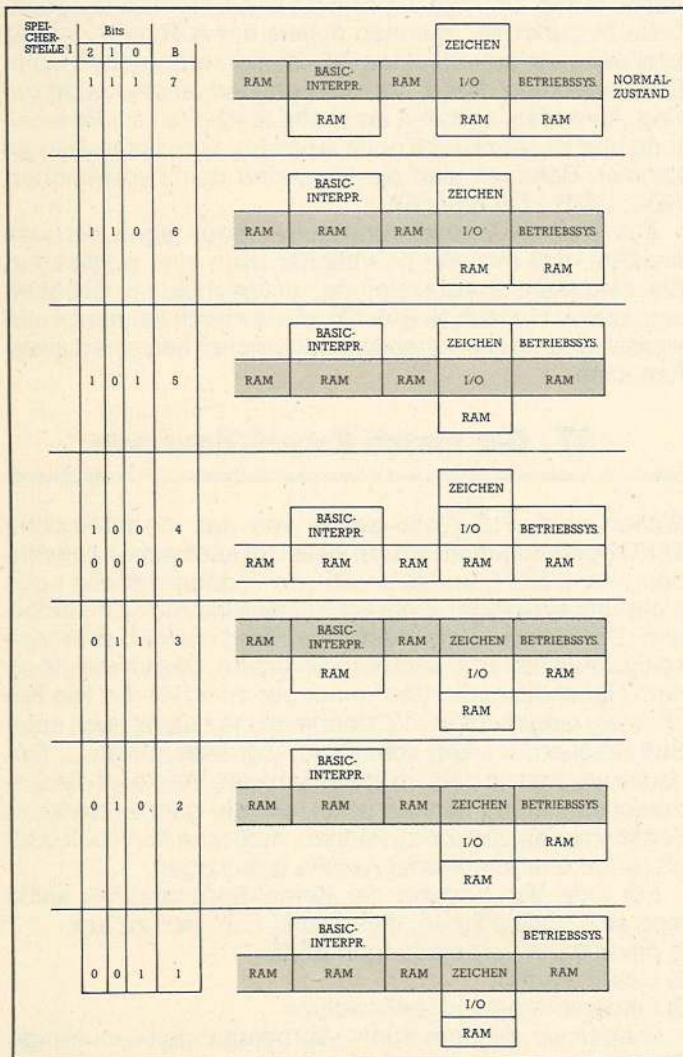 SPEI-
CHER-
STELLE 1
Bits
2 1 0 B
ZEICHEN
1 1 1 7 RAM BASIC-INTERPR. RAM I/O BETRIEBSSYS. NORMAL-ZUSTAND
RAM RAM RAM
BASIC-INTERPR. ZEICHEN
1 1 0 6 RAM RAM RAM I/O BETRIEBSSYS.
RAM RAM
BASIC-INTERPR. ZEICHEN BETRIEBSSYS.
1 0 1 5 RAM RAM RAM I/O RAM
RAM
ZEICHEN
1 0 0 4 BASIC-INTERPR. I/O BETRIEBSSYS.
0 0 0 0 RAM RAM RAM RAM RAM
0 1 1 3 RAM BASIC-INTERPR. RAM ZEICHEN BETRIEBSSYS.
RAM I/O RAM
RAM
BASIC-INTERPR.
0 1 0 2 RAM RAM RAM ZEICHEN BETRIEBSSYS
I/O RAM
RAM
BASIC-INTERPR. BETRIEBSSYS.
0 0 1 1 RAM RAM RAM ZEICHEN RAM
I/O
RAM